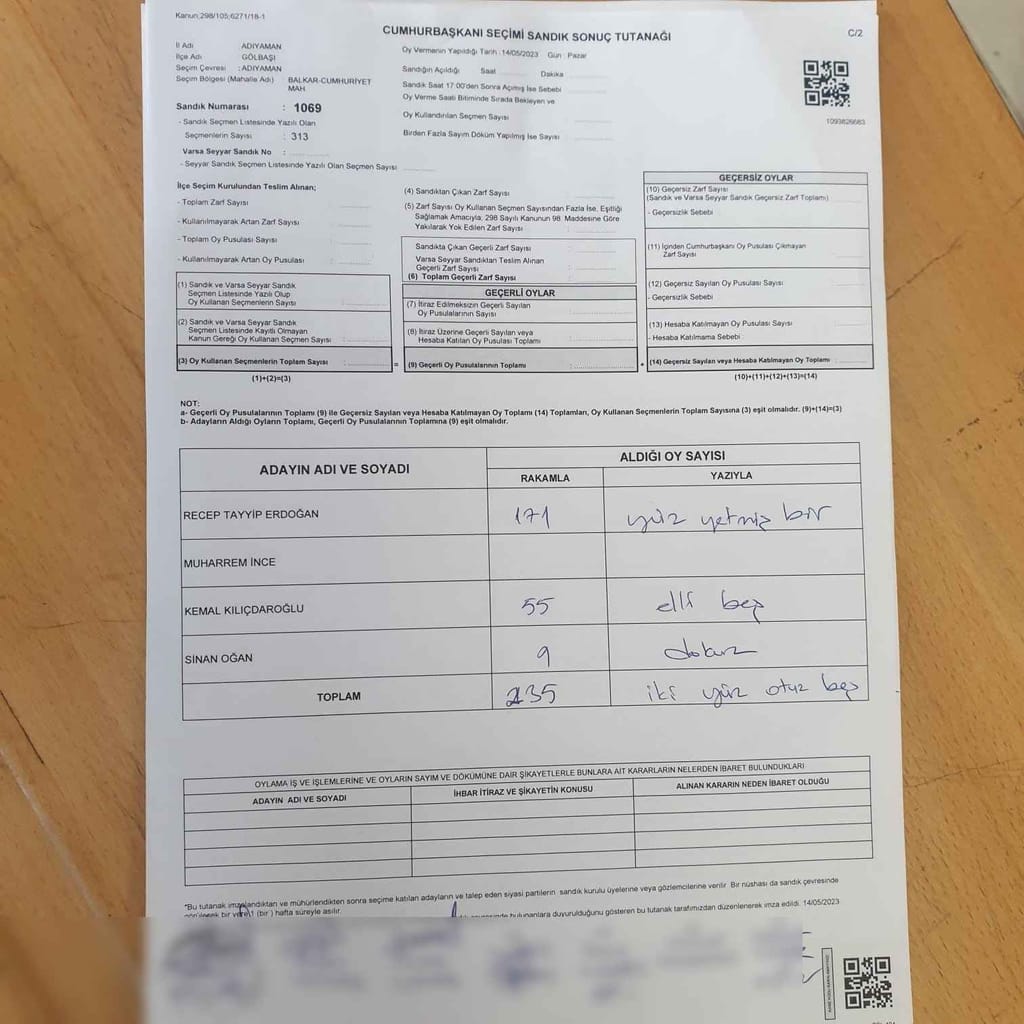 Kanun:298/105;6271/18-1
CUMHURBAŞKANI SEÇİMİ SANDIK SONUÇ TUTANAĞI
C/2
İl Adı : ADIYAMAN
İlçe Adı GÖLBAŞI
Seçim Çevresi : ADIYAMAN
Seçim Bölgesi (Mahalle Adı) BALKAR-CUMHURİYET
MAH
Sandık Numarası : 1069
- Sandık Seçmen Listesinde Yazılı Olan
Seçmenlerin Sayısı : 313
Varsa Seyyar Sandık No :
- Seyyar Sandık Seçmen Listesinde Yazılı Olan Seçmen Sayısı
Oy Vermenin Yapıldığı Tarih : 14/05/2023 Gün : Pazar
Sandığın Açıldığı Saat Dakika
Sandık Saat 17:00'den Sonra Açımış İse Sebebi
Oy Verme Saati Bitiminde Sırada Bekleyen ve
Oy Kullandırılan Seçmen Sayısı
Birden Fazla Sayım Döküm Yapılmış İse Sayısı
1093826683
İlçe Seçim Kurulundan Teslim Alınan;
- Toplam Zarf Sayısı
- Kullanılmayarak Artan Zarf Sayısı
- Toplam Oy Pusulası Sayısı
- Kullanılmayarak Artan Oy Pusulası
(1) Sandık ve Varsa Seyyar Sandık
Seçmen Listesinde Yazılı Olup
Oy Kullanan Seçmenlerin Sayısı :
(2) Sandık ve Varsa Seyyar Sandık
Seçmen Listesinde Kayıtlı Olmayan
Kanun Gereği Oy Kullanan Seçmen Sayısı :
(3) Oy Kullanan Seçmenlerin Toplam Sayısı :
(1)+(2)=(3)
(4) Sandıktan Çıkan Zarf Sayısı
(5) Zarf Sayısı Oy Kullanan Seçmen Sayısından Fazla İse, Eşitliği
Sağlamak Amacıyla, 298 Sayılı Kanunun 98. Maddesine Göre
Yakılarak Yok Edilen Zarf Sayısı
Sandıkta Çıkan Geçerli Zarf Sayısı :
Varsa Seyyar Sandıktan Teslim Alınan
Geçerli Zarf Sayısı :
(6) Toplam Geçerli Zarf Sayısı :
GEÇERLİ OYLAR
(7) İtiraz Edilmeksizin Geçerli Sayılan
Oy Pusulalarının Sayısı :
(8) İtiraz Üzerine Geçerli Sayılan veya
Hesaba Katılan Oy Pusulası Toplamı :
= (9) Geçerli Oy Pusulalarının Toplamı :
GEÇERSİZ OYLAR
(10) Geçersiz Zarf Sayısı
(Sandık ve Varsa Seyyar Sandık Geçersiz Zarf Toplamı)
- Geçersizlik Sebebi
(11) İçinden Cumhurbaşkanı Oy Pusulası Çıkmayan
Zarf Sayısı
(12) Geçersiz Sayılan Oy Pusulası Sayısı
- Geçersizlik Sebebi
(13) Hesaba Katılmayan Oy Pusulası Sayısı
- Hesaba Katılmama Sebebi :
+ (14) Geçersiz Sayılan veya Hesaba Katılmayan Oy Toplamı
(10)+(11)+(12)+(13)=(14)
NOT:
a- Geçerli Oy Pusulalarının Toplamı (9) ile Geçersiz Sayılan veya Hesaba Katılmayan Oy Toplamı (14) Toplamları, Oy Kullanan Seçmenlerin Toplam Sayısına (3) eşit olmalıdır. (9)+(14)=(3)
b- Adayların Aldığı Oyların Toplamı, Geçerli Oy Pusulalarının Toplamına (9) eşit olmalıdır.
ADAYIN ADI VE SOYADI ALDIĞI OY SAYISI
RAKAMLA YAZIYLA
RECEP TAYYİP ERDOĞAN 171 yüz yetmiş bir
MUHARREM İNCE
KEMAL KILIÇDAROĞLU 55 elli beş
SİNAN OĞAN 9 dokuz
TOPLAM 235 iki yüz otuz beş
OYLAMA İŞ VE İŞLEMLERİNE VE OYLARIN SAYIM VE DÖKÜMÜNE DAİR ŞİKAYETLERLE BUNLARA AİT KARARLARIN NELERDEN İBARET BULUNDUKLARI
ADAYIN ADI VE SOYADI İHBAR İTİRAZ VE ŞİKAYETİN KONUSU ALINAN KARARIN NEDEN İBARET OLDUĞU
*Bu tutanak imzalandıktan ve mühürlendikten sonra seçime katılan adayların ve talep eden siyasi partilerin sandık kurulu üyelerine veya gözlemcilerine verilir. Bir nüshası da sandık çevresinde
görülecek bir yere 1 (bir) hafta süreyle asılır. bulunanlara duyurulduğunu gösteren bu tutanak tarafımızdan düzenlenerek imza edildi. 14/05/2023